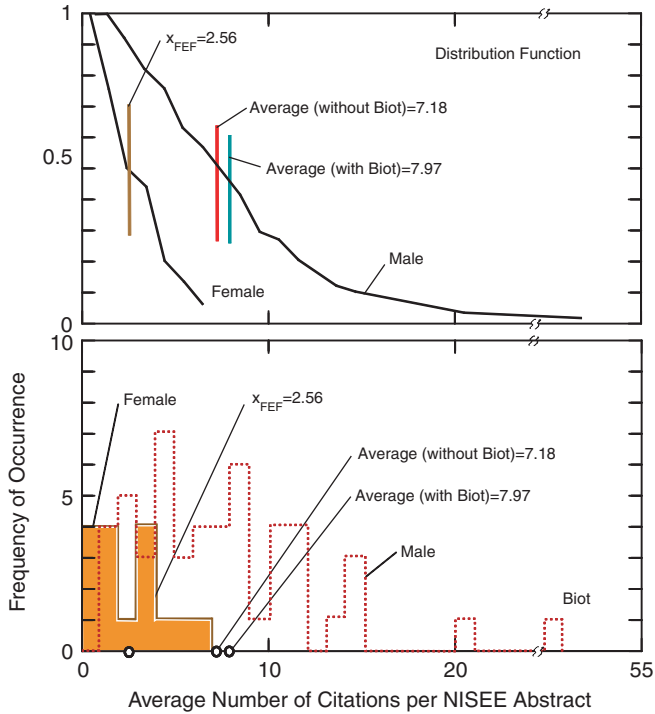 1
x_FEF=2.56
Distribution Function
Average (without Biot)=7.18
0.5
Average (with Biot)=7.97
Male
Female
0
10
Female
x_FEF=2.56
Average (without Biot)=7.18
Average (with Biot)=7.97
5
Male
Biot
0
Frequency of Occurrence
0 10 20 55
Average Number of Citations per NISEE Abstract